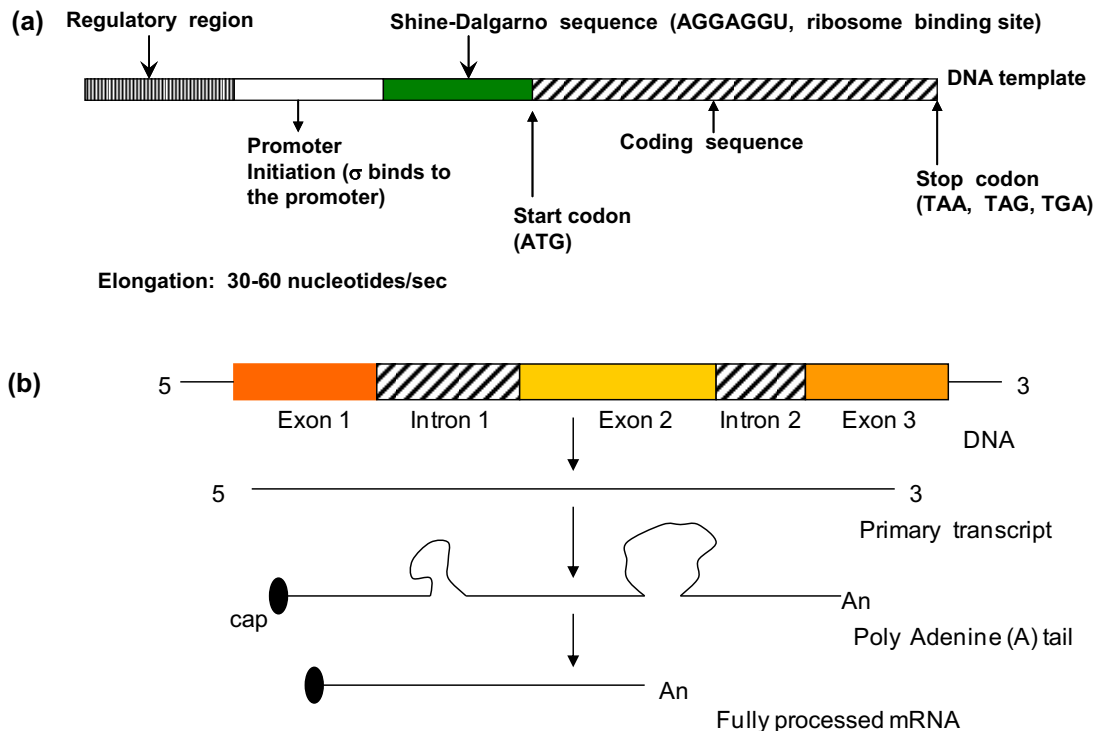 (a)
Regulatory region
Shine-Dalgarno sequence (AGGAGGU, ribosome binding site)
DNA template
Promoter
Initiation (σ binds to
the promoter)
Coding sequence
Start codon
(ATG)
Stop codon
(TAA, TAG, TGA)
Elongation: 30-60 nucleotides/sec
(b)
5
3
Exon 1
Intron 1
Exon 2
Intron 2
Exon 3
DNA
5
3
Primary transcript
cap
An
Poly Adenine (A) tail
An
Fully processed mRNA